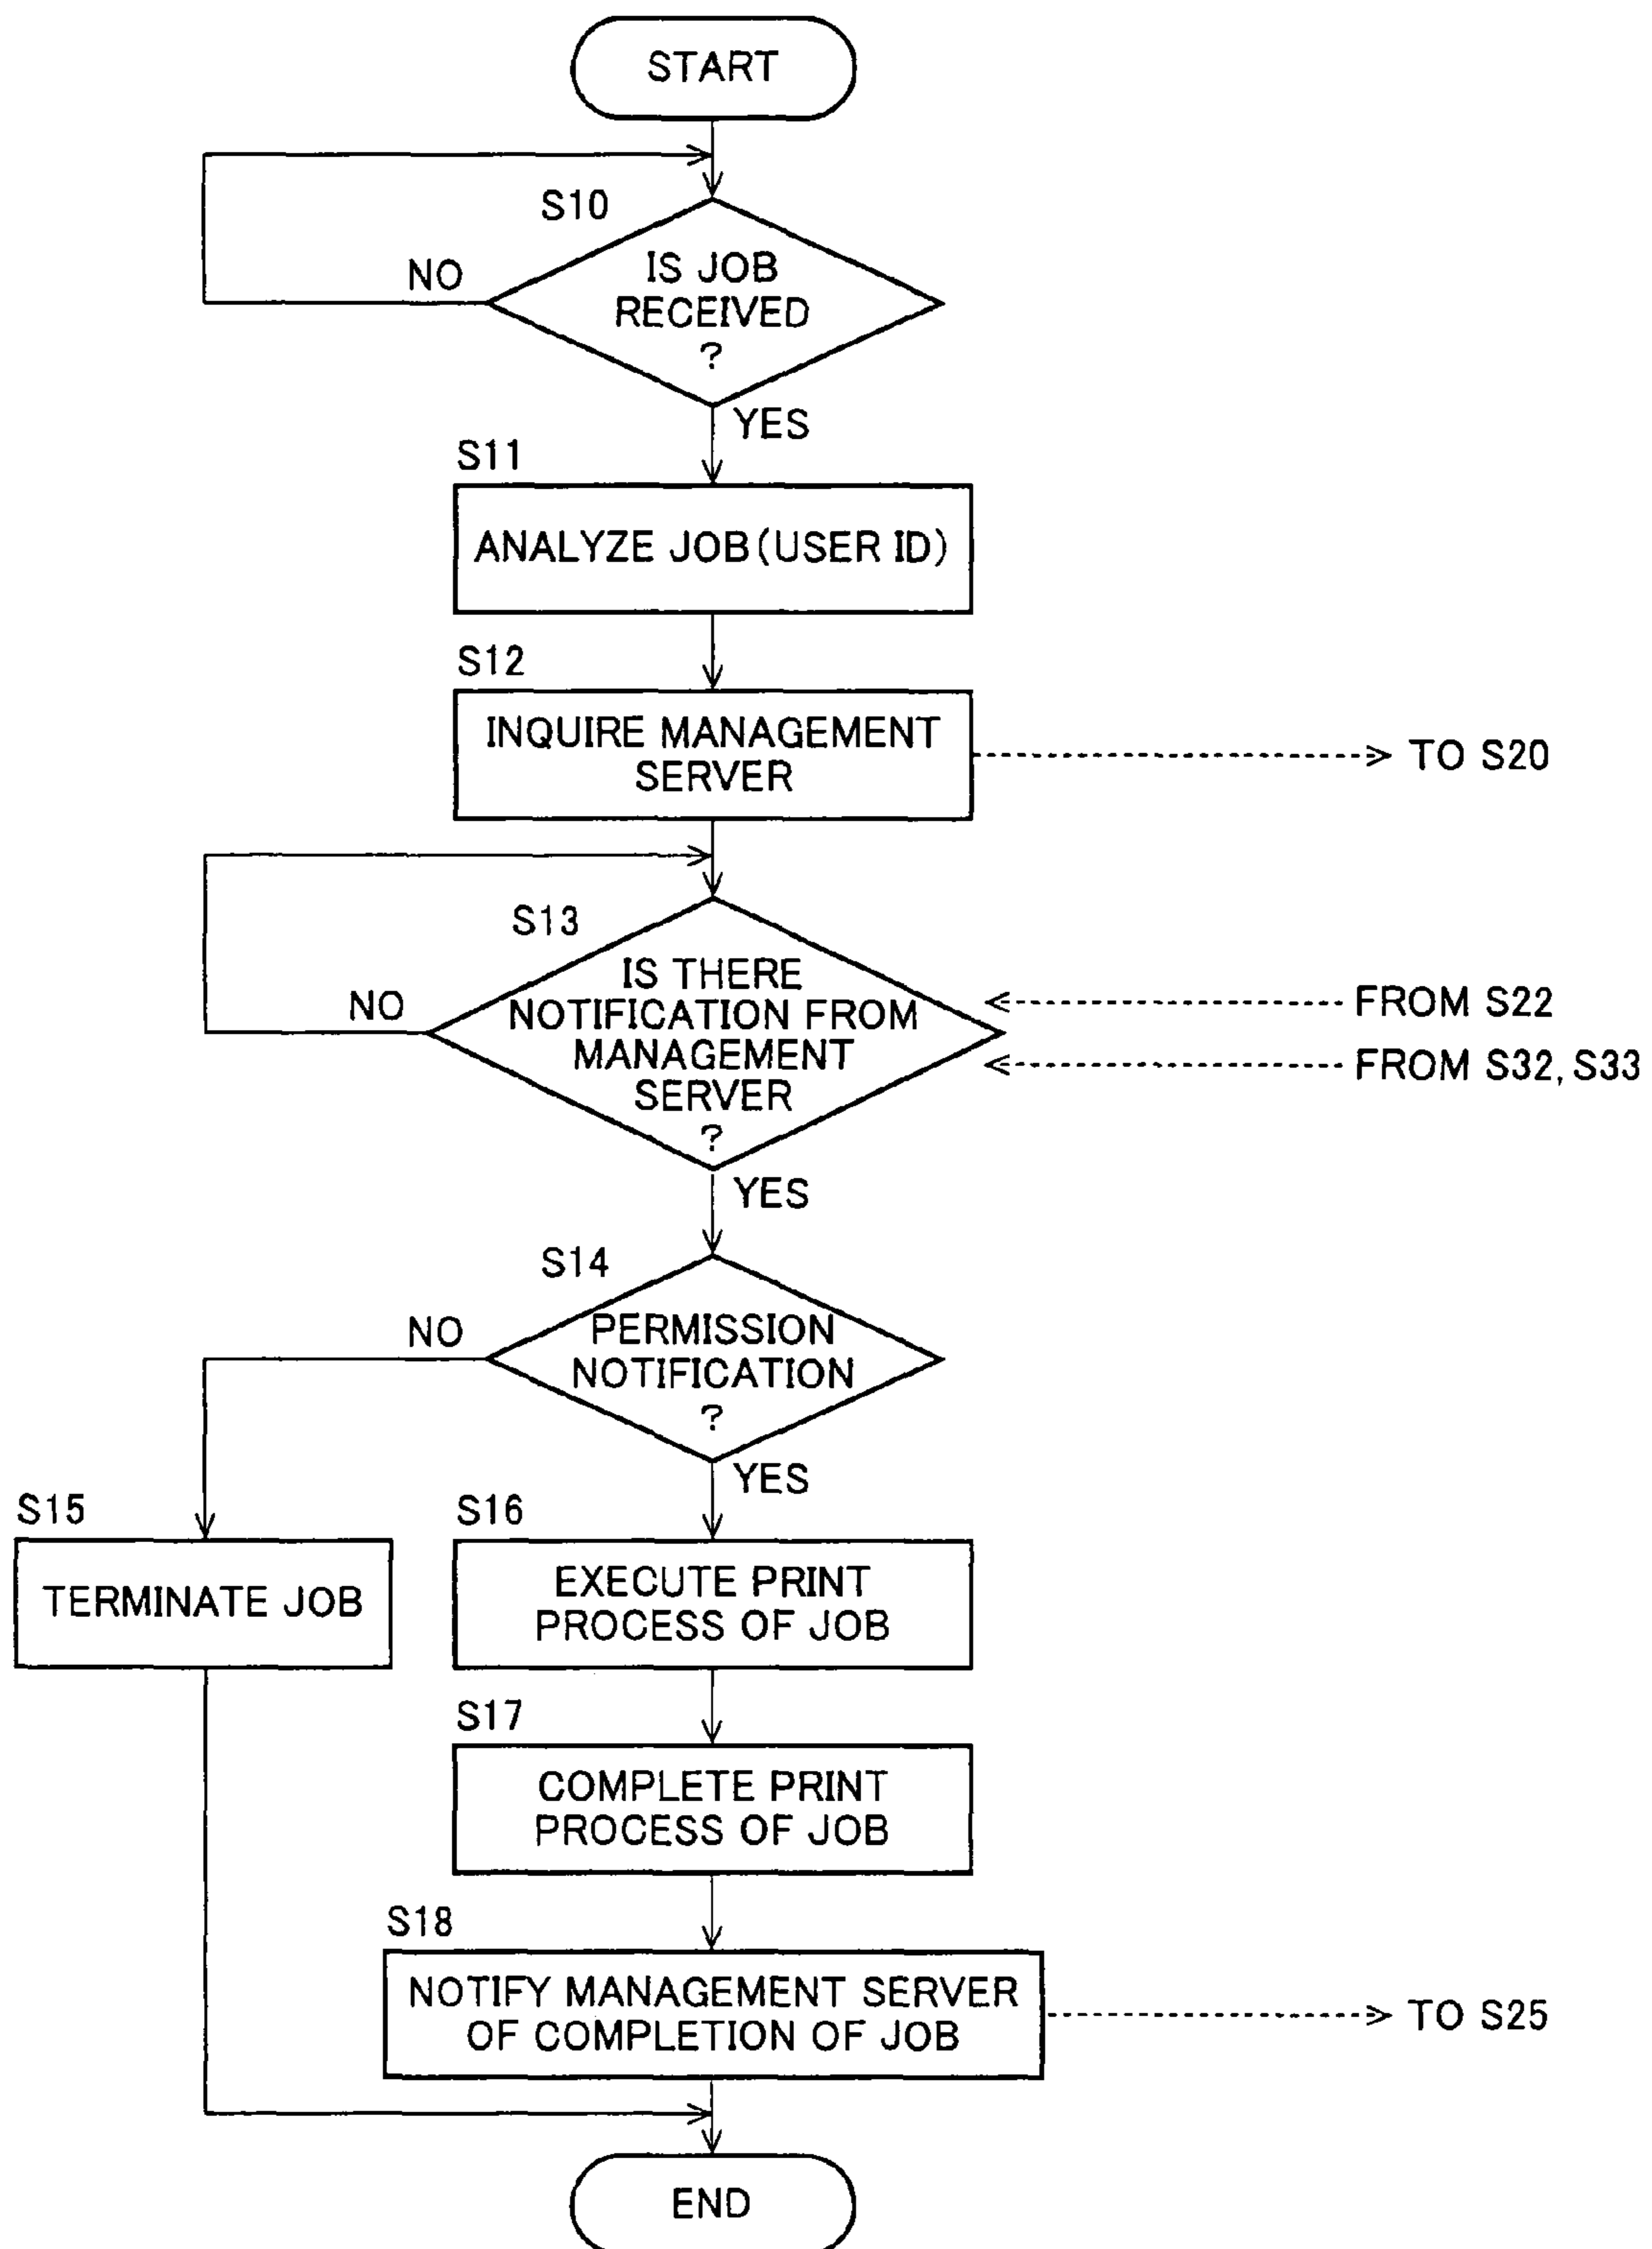 START
S10
NO
IS JOB
RECEIVED
?
YES
S11
ANALYZE JOB(USER ID)
S12
INQUIRE MANAGEMENT
SERVER
TO S20
S13
NO
IS THERE
NOTIFICATION FROM
MANAGEMENT
SERVER
?
FROM S22
FROM S32, S33
YES
S14
NO
PERMISSION
NOTIFICATION
?
YES
S15
TERMINATE JOB
S16
EXECUTE PRINT
PROCESS OF JOB
S17
COMPLETE PRINT
PROCESS OF JOB
S18
NOTIFY MANAGEMENT SERVER
OF COMPLETION OF JOB
TO S25
END